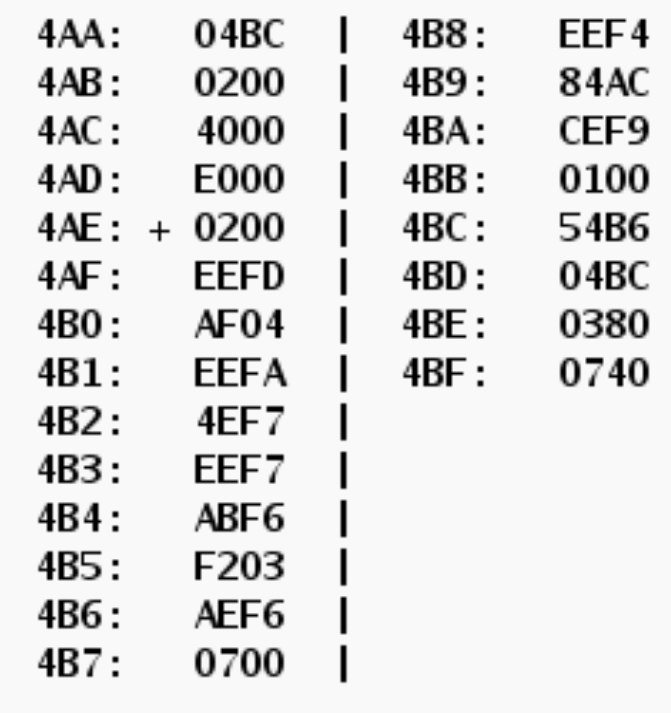 4AA: 04BC | 4B8: EEF4
4AB: 0200 | 4B9: 84AC
4AC: 4000 | 4BA: CEF9
4AD: E000 | 4BB: 0100
4AE: + 0200 | 4BC: 54B6
4AF: EEFD | 4BD: 04BC
4B0: AF04 | 4BE: 0380
4B1: EEFA | 4BF: 0740
4B2: 4EF7 |
4B3: EEF7 |
4B4: ABF6 |
4B5: F203 |
4B6: AEF6 |
4B7: 0700 |